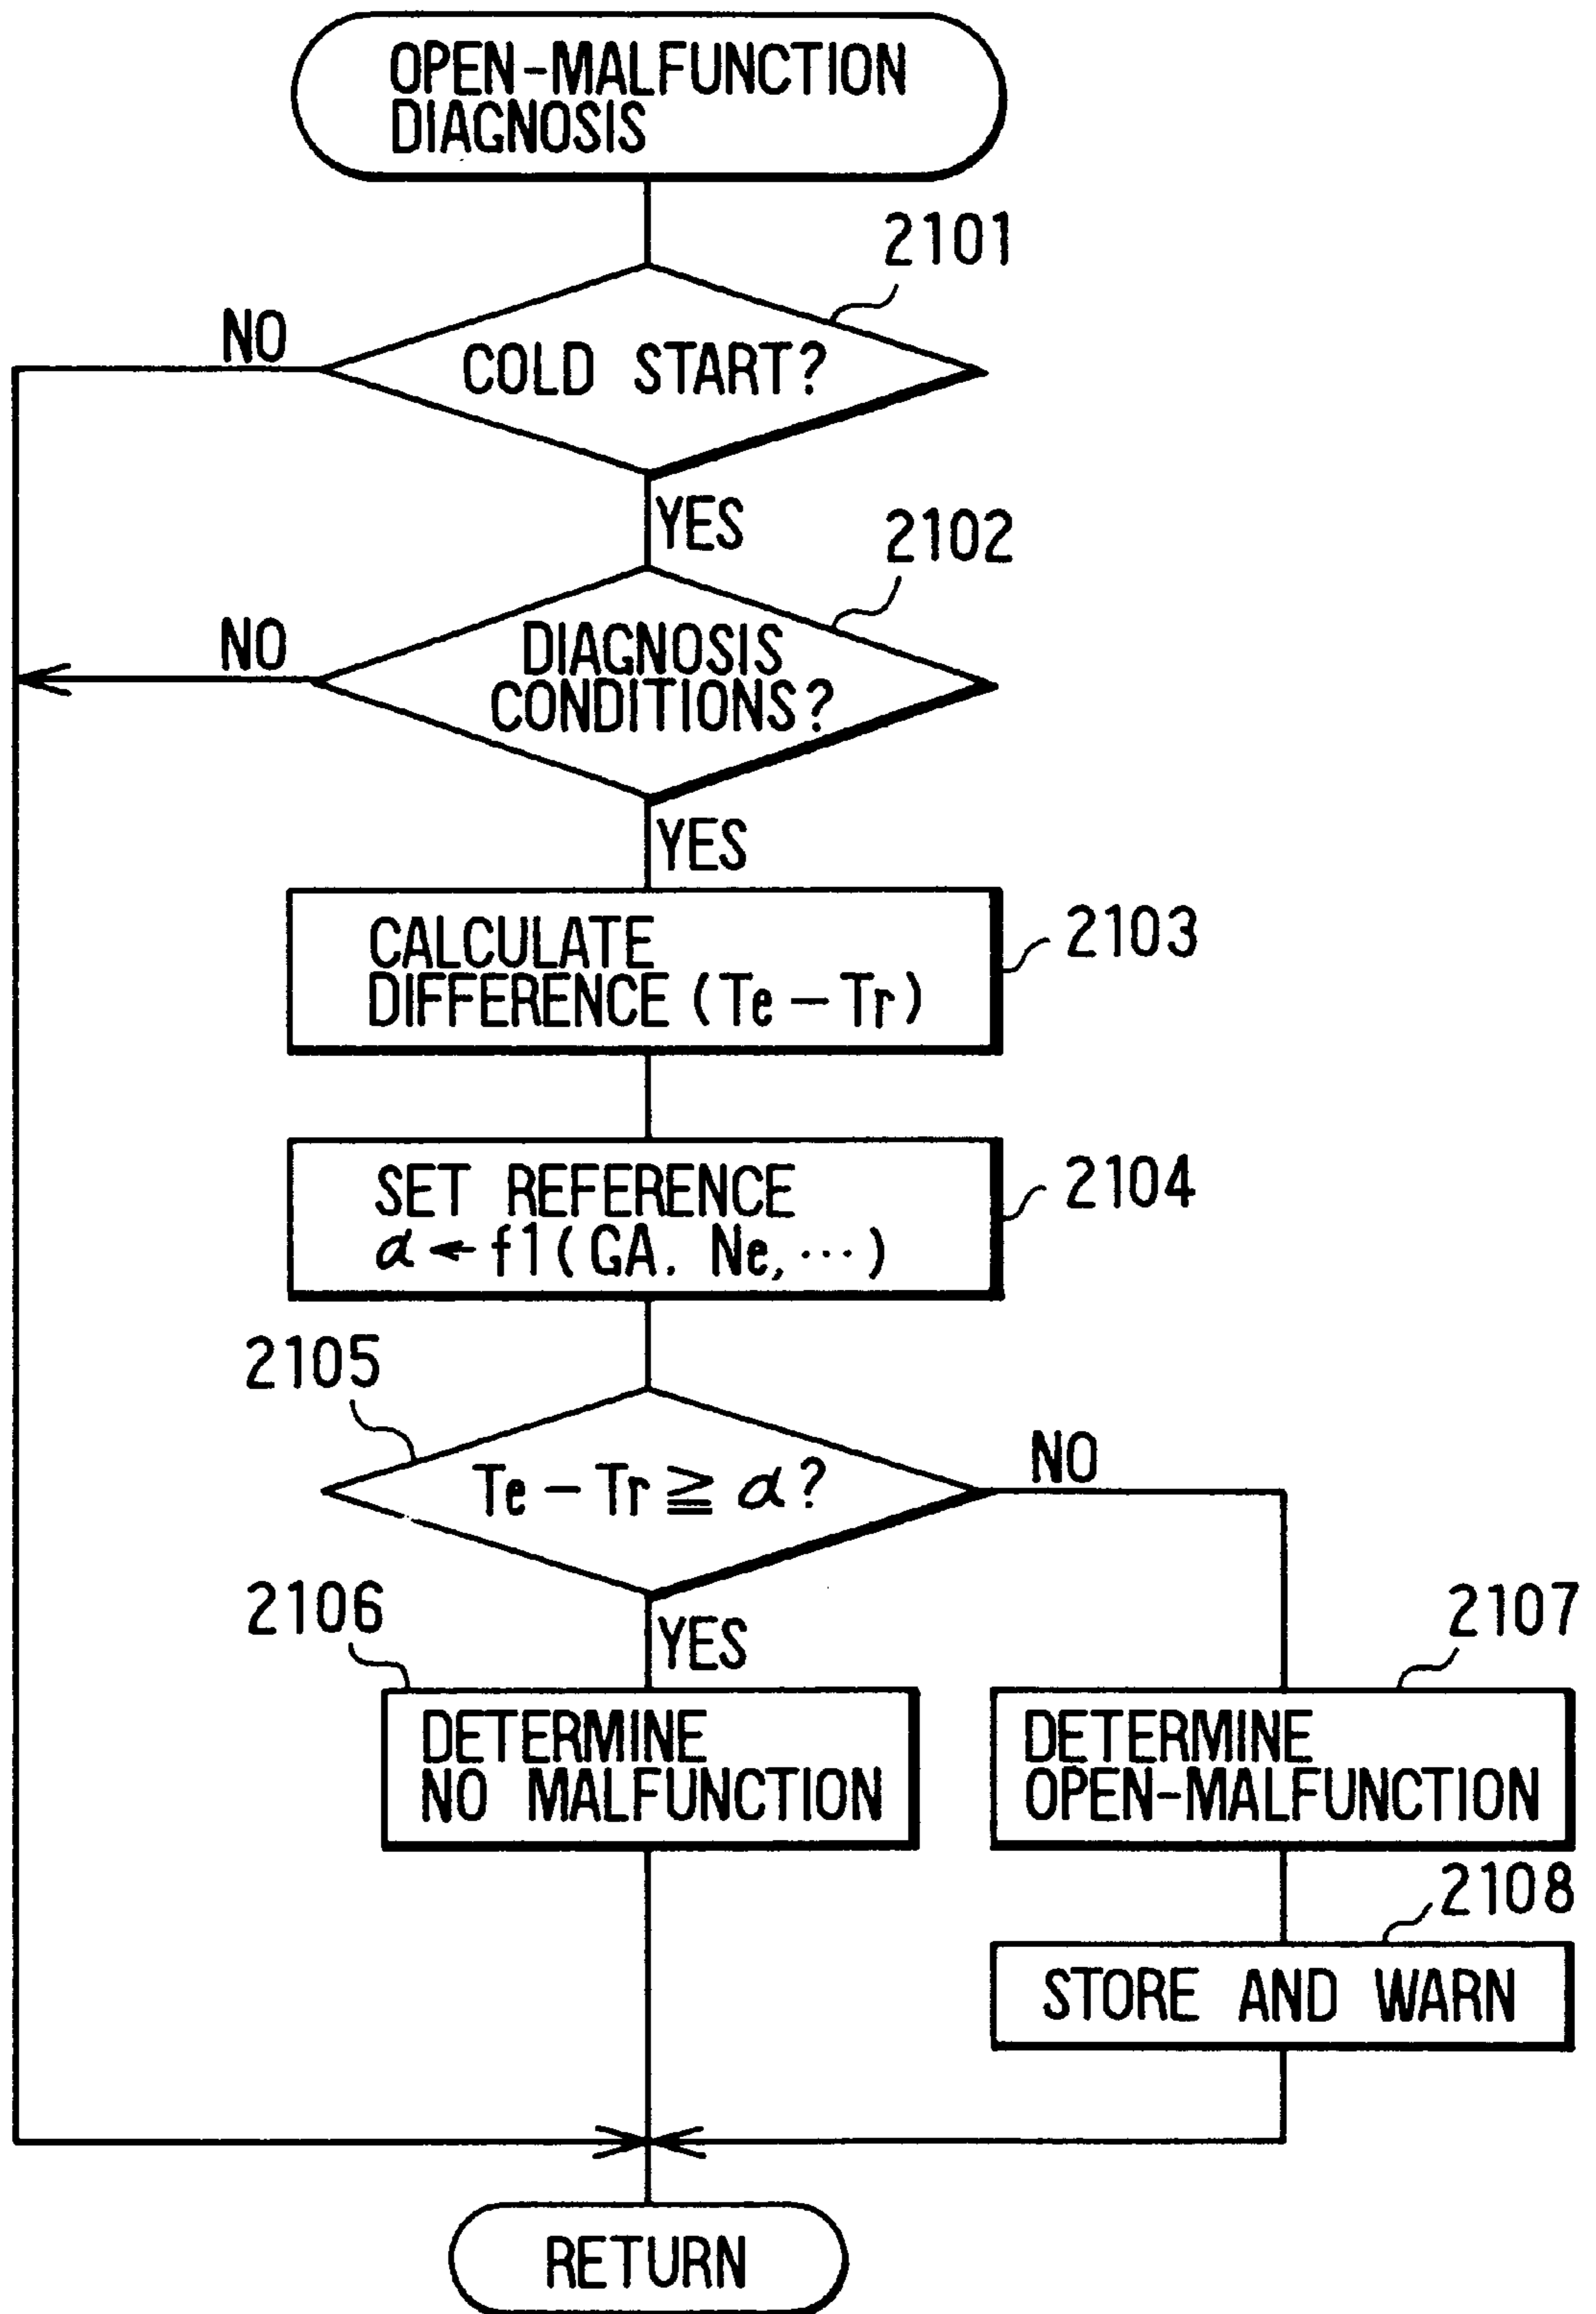 OPEN-MALFUNCTION
DIAGNOSIS
2101
NO
COLD START?
YES
2102
NO
DIAGNOSIS
CONDITIONS?
YES
CALCULATE
DIFFERENCE (Te − Tr)
2103
SET REFERENCE
α ← f1(GA. Ne, ···)
2104
2105
Te − Tr ≧ α?
NO
2106
YES
2107
DETERMINE
NO MALFUNCTION
DETERMINE
OPEN-MALFUNCTION
2108
STORE AND WARN
RETURN